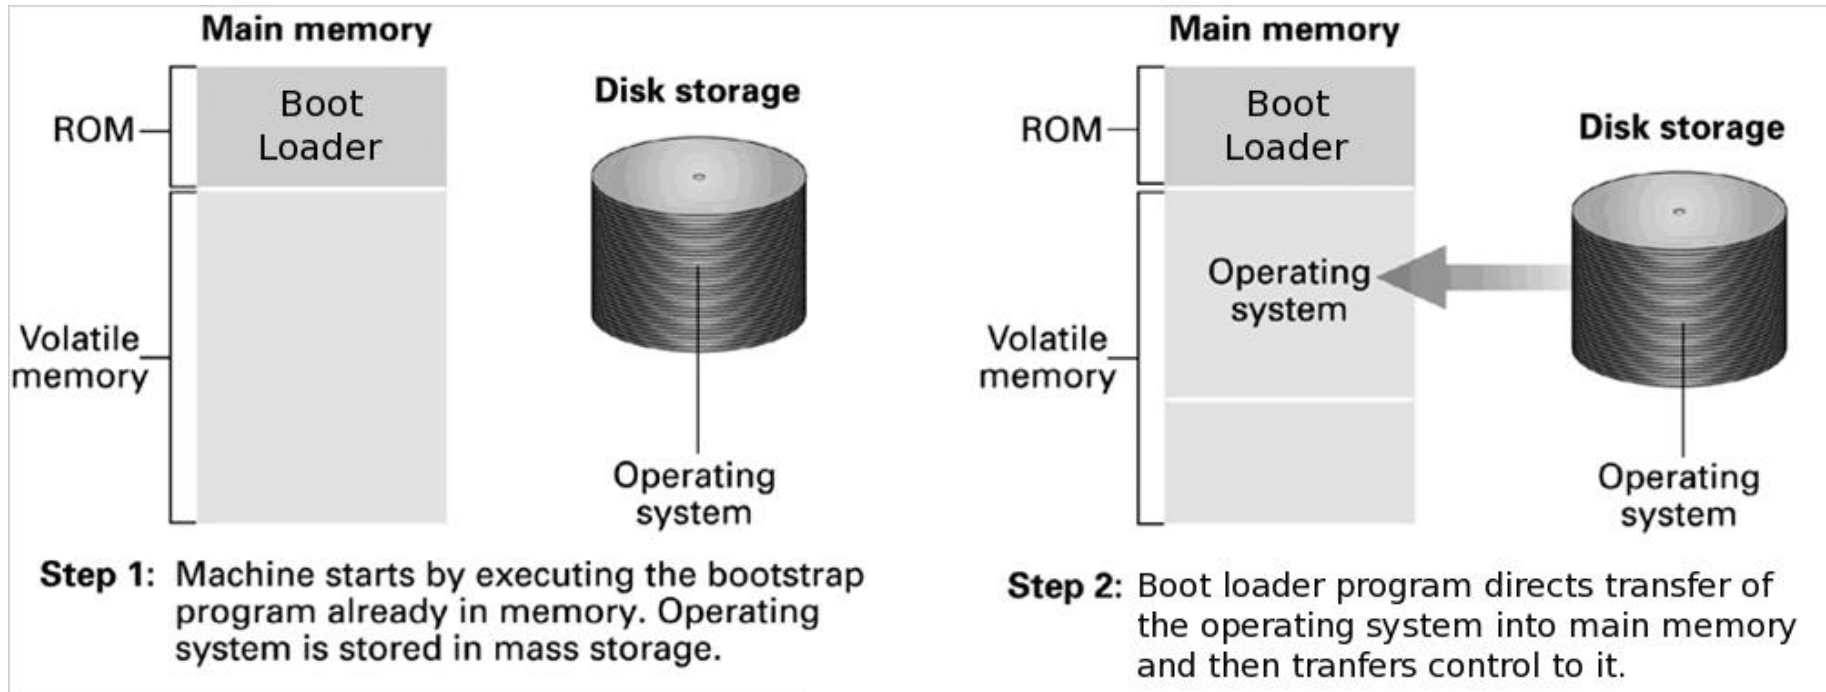 Main memory
Boot
Loader
ROM
Disk storage
Volatile
memory
Operating
system
Step 1: Machine starts by executing the bootstrap
program already in memory. Operating
system is stored in mass storage.
Main memory
Boot
Loader
ROM
Disk storage
Operating
system
Volatile
memory
Operating
system
Step 2: Boot loader program directs transfer of
the operating system into main memory
and then tranfers control to it.